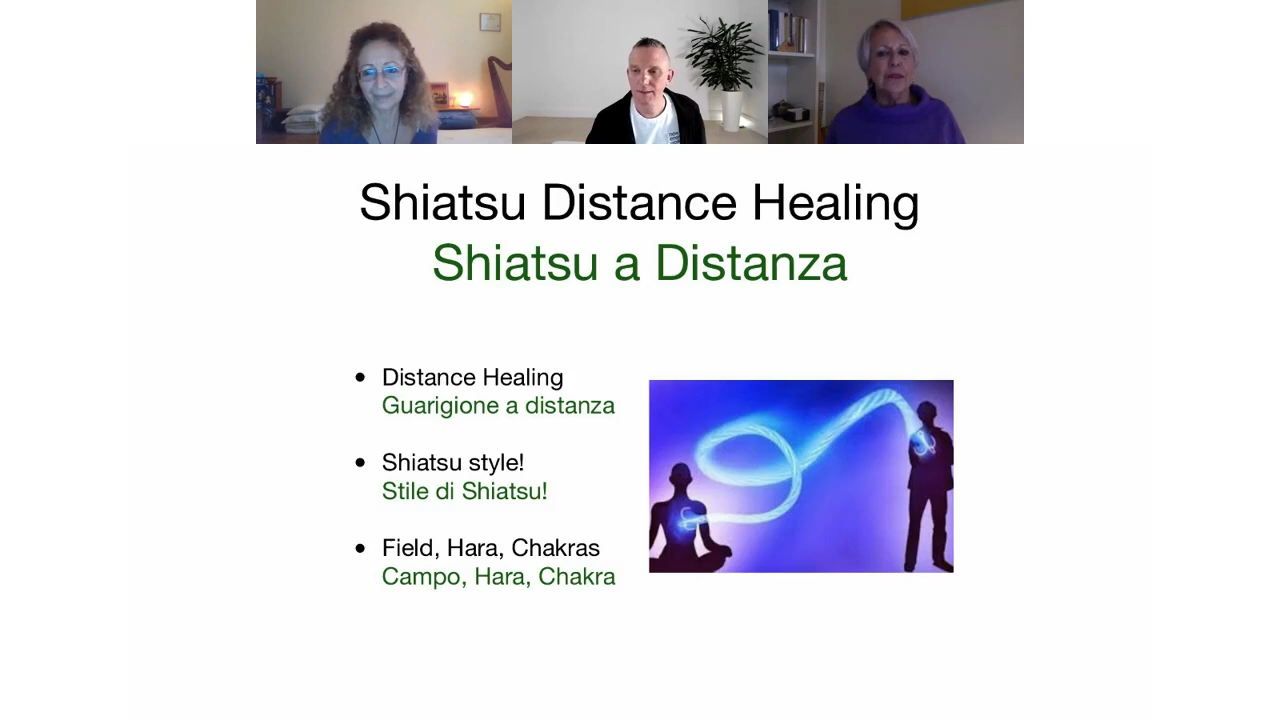 Shiatsu Distance Healing
Shiatsu a Distanza
• Distance Healing
Guarigione a distanza
• Shiatsu style!
Stile di Shiatsu!
• Field, Hara, Chakras
Campo, Hara, Chakra